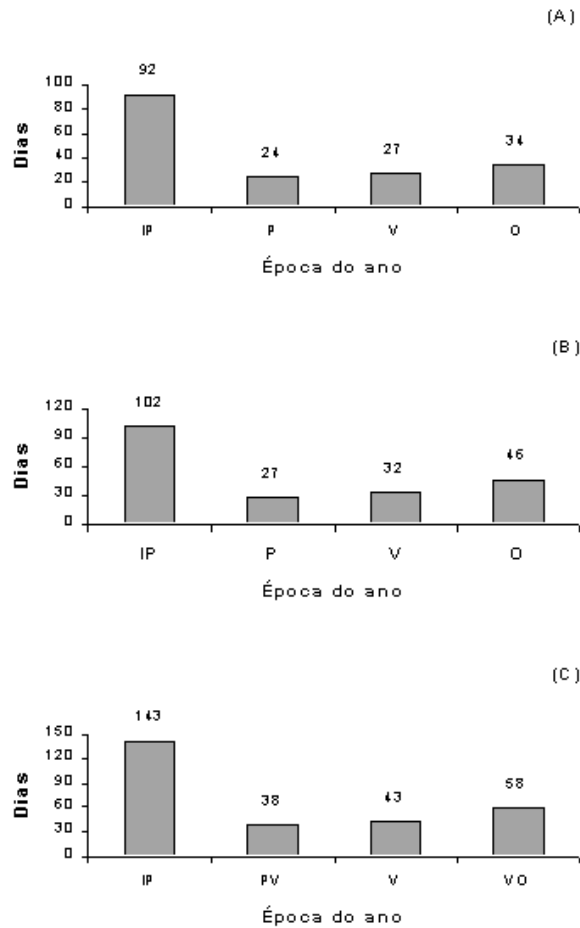 (A)
92
24
27
34
100
80
60
40
20
0
Dias
IP P V O
Época do ano
(B)
102
27
32
46
120
90
60
30
0
Dias
IP P V O
Época do ano
(C)
143
38
43
58
150
120
90
60
30
0
Dias
IP PV V VO
Época do ano